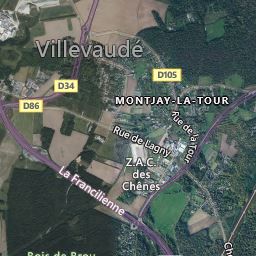 Villevaudé
D105
D34
MONTJAY-LA-TOUR
D86
Rue de la Tour
Rue de Lagny
Z.A.C.
des
Chênes
La Francilienne
Bois de Brou